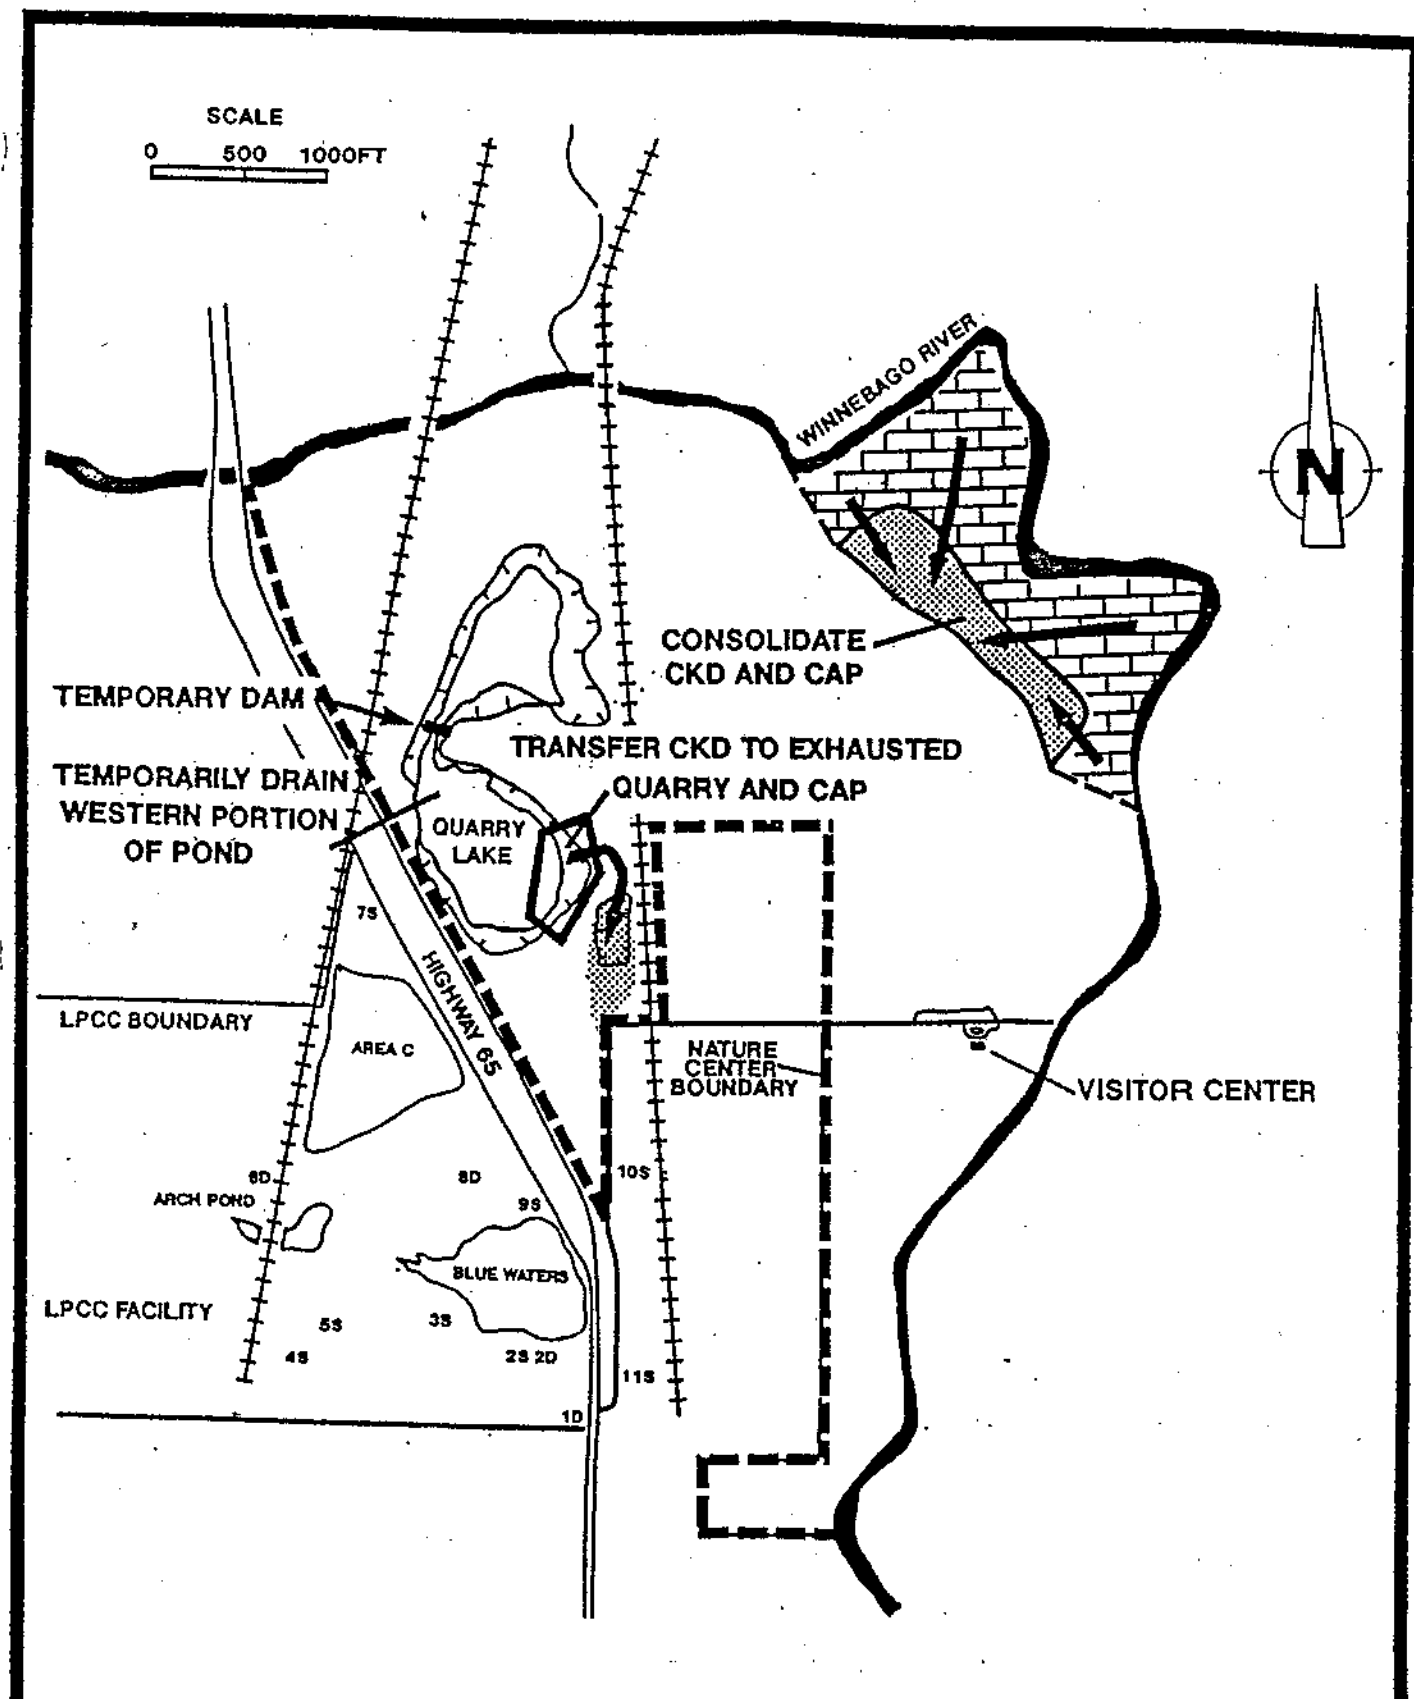 SCALE
0 500 1000FT
WINNEBAGO RIVER
N
CONSOLIDATE
CKD AND CAP
TEMPORARY DAM
TRANSFER CKD TO EXHAUSTED
QUARRY AND CAP
TEMPORARILY DRAIN
WESTERN PORTION
OF POND
QUARRY
LAKE
7S
HIGHWAY 65
LPCC BOUNDARY
AREA C
NATURE
CENTER
BOUNDARY
VISITOR CENTER
6D
8D
10S
ARCH POND
9S
BLUE WATERS
LPCC FACILITY
5S
3S
4S
2S 2D
11S
1D